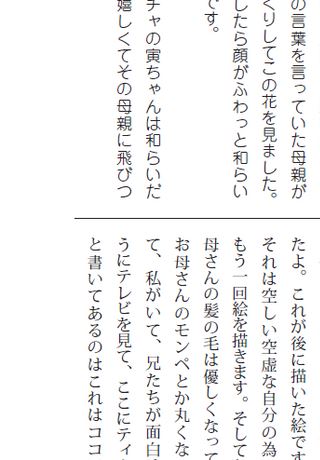 の言葉を言っていた母親が
くりしてこの花を見ました。
したら顔がふわっと和らい
です。
チャの寅ちゃんは和らいだ
嬉しくてその母親に飛びつ
たよ。これが後に描いた絵です
それは空しい空虚な自分の為
もう一回絵を描きます。そして
母さんの髪の毛は優しくなって
お母さんのモンペとか丸くな
て、私がいて、兄たちが面白
うにテレビを見て、ここにティ
と書いてあるのはこれはココ